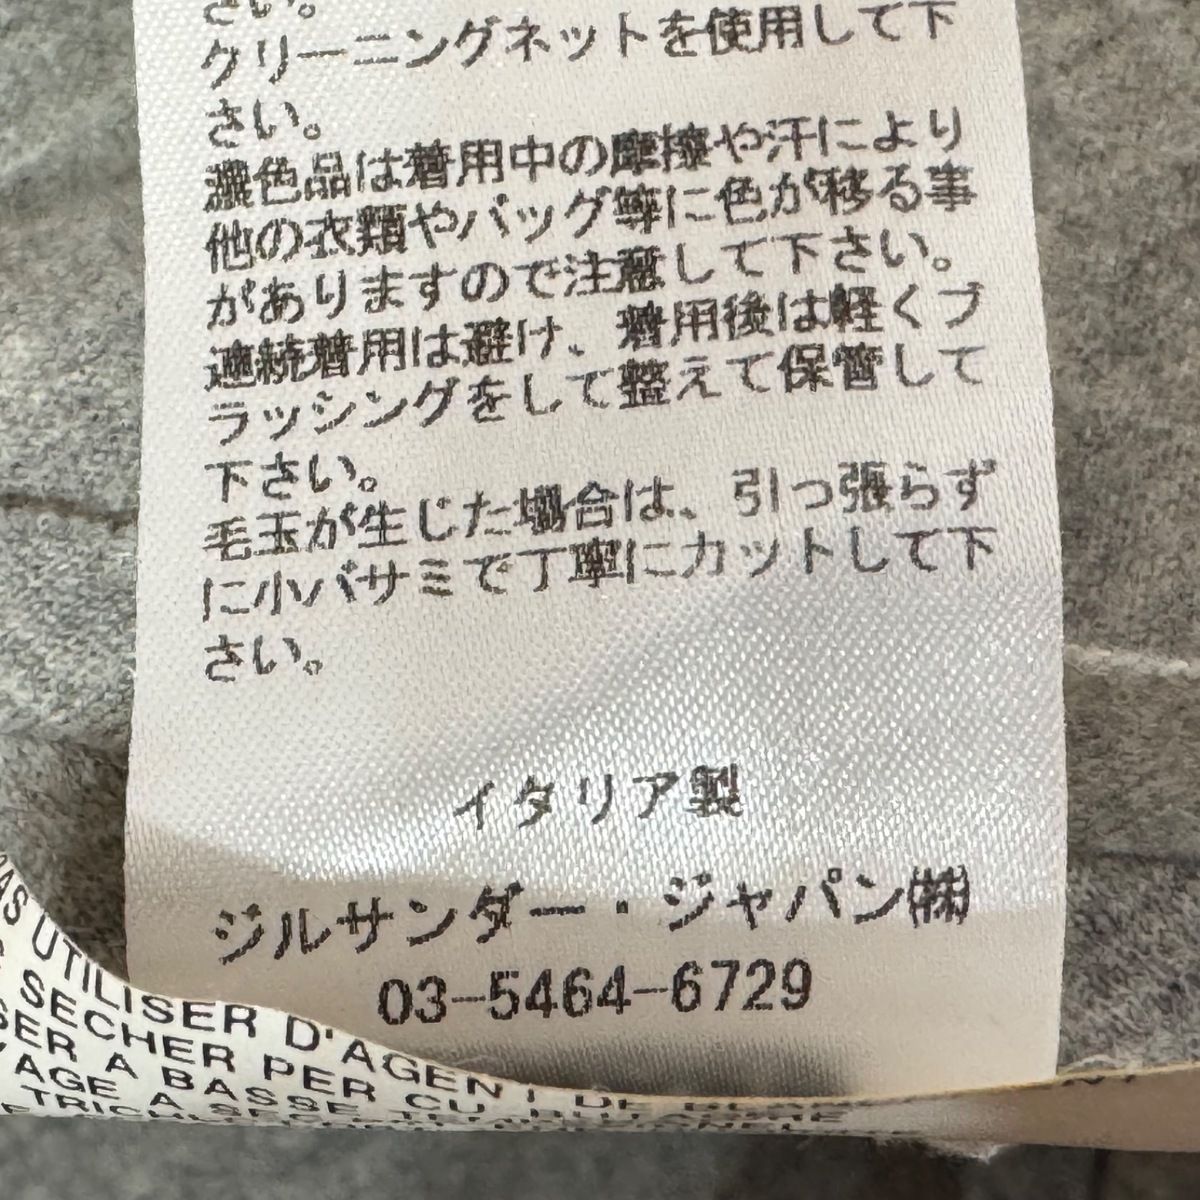 さい。
クリーニングネットを使用して下
さい。
濃色品は着用中の摩擦や汗により
他の衣類やバッグ等に色が移る事
がありますので注意して下さい。
連続着用は避け、着用後は軽くブ
ラッシングをして整えて保管して
下さい。
毛玉が生じた場合は、引っ張らず
に小バサミで丁寧にカットして下
さい。
イタリア製
ジルサンダー・ジャパン㈱
03-5464-6729
PAS UTILISER D'AGENT DE
SECHER PER
A BASSE